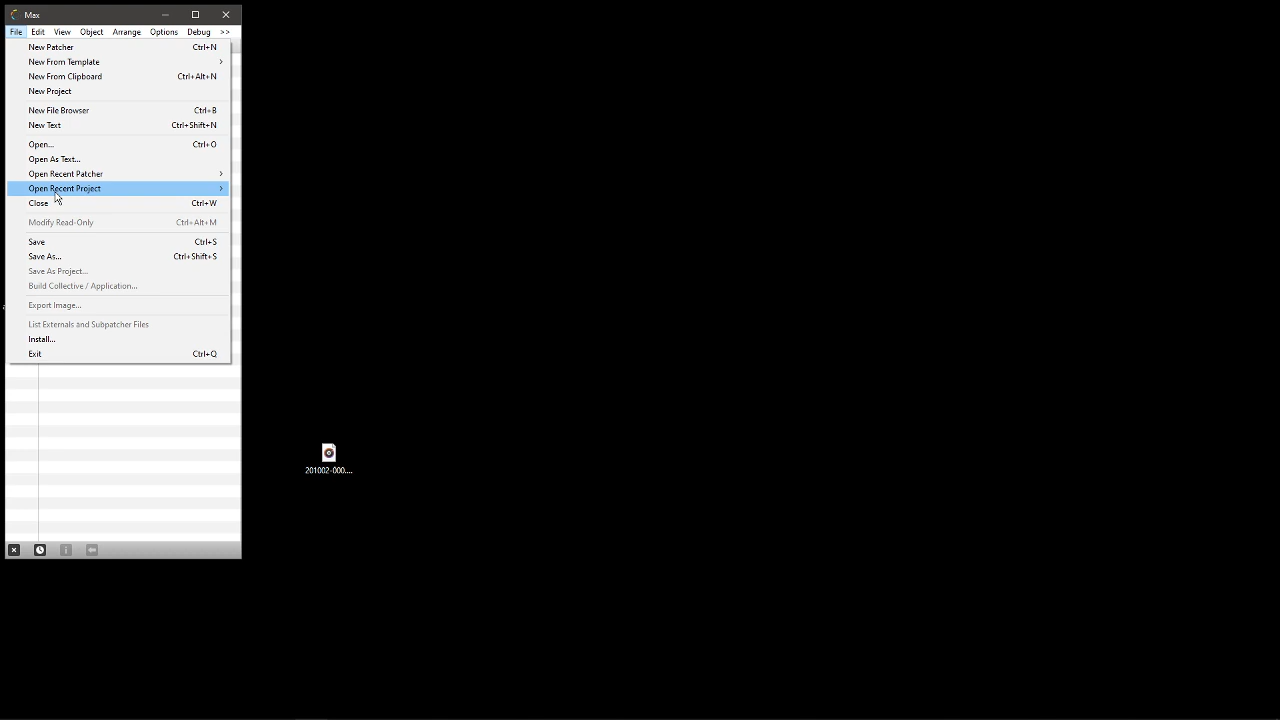 Max
File Edit View Object Arrange Options Debug >>
New Patcher Ctrl+N
New From Template
New From Clipboard Ctrl+Alt+N
New Project
New File Browser Ctrl+B
New Text Ctrl+Shift+N
Open... Ctrl+O
Open As Text...
Open Recent Patcher
Open Recent Project
Close Ctrl+W
Modify Read-Only Ctrl+Alt+M
Save Ctrl+S
Save As... Ctrl+Shift+S
Save As Project...
Build Collective / Application...
Export Image...
List Externals and Subpatcher Files
Install...
Exit Ctrl+Q
201002-000....